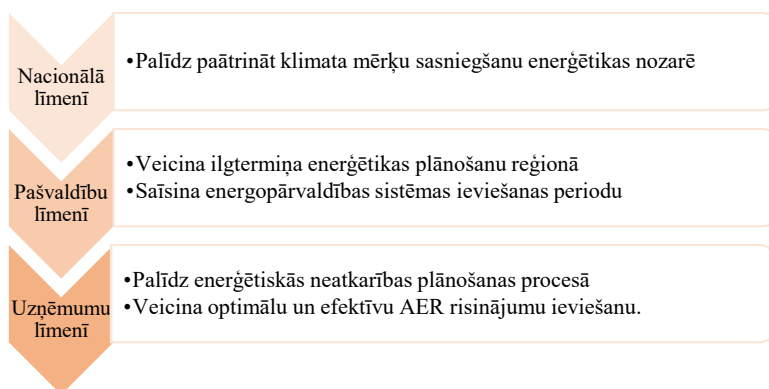 Nacionālā
līmenī
•Palīdz paātrināt klimata mērķu sasniegšanu enerģētikas nozarē
Pašvaldību
līmenī
•Veicina ilgtermiņa enerģētikas plānošanu reģionā
•Saīsina energopārvaldības sistēmas ieviešanas periodu
Uzņēmumu
līmenī
•Palīdz enerģētiskās neatkarības plānošanas procesā
•Veicina optimālu un efektīvu AER risinājumu ieviešanu.